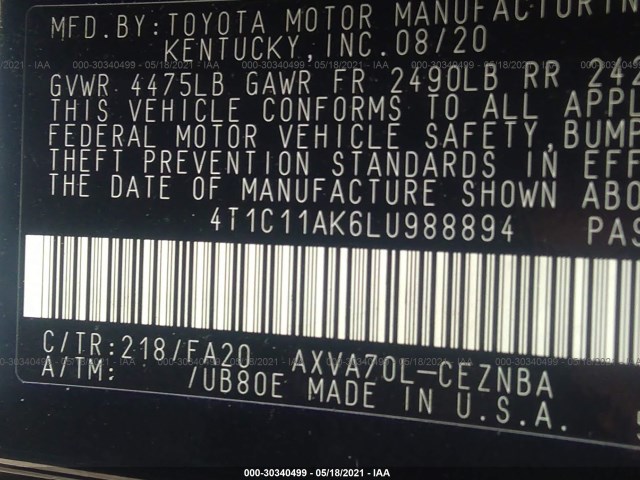 MFD. BY: TOYOTA MOTOR MANUFACTURIN
KENTUCKY, INC. 08/20
GVWR 4475LB GAWR FR 2490LB RR 24
THIS VEHICLE CONFORMS TO ALL APPL
FEDERAL MOTOR VEHICLE SAFETY, BUMP
THEFT PREVENTION STANDARDS IN EFF
THE DATE OF MANUFACTURE SHOWN ABO
4T1C11AK6LU988894 PAS
C/TR: 218/FA20 AXVA70L-CEZNBA
A/TM: /UB80E MADE IN U.S.A.
000-30340499 - 05/18/2021 - IAA